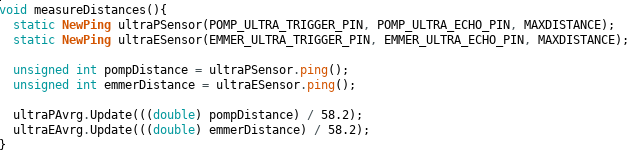 void measureDistances(){
  static NewPing ultraPSensor(POMP_ULTRA_TRIGGER_PIN, POMP_ULTRA_ECHO_PIN, MAXDISTANCE);
  static NewPing ultraESensor(EMMER_ULTRA_TRIGGER_PIN, EMMER_ULTRA_ECHO_PIN, MAXDISTANCE);

  unsigned int pompDistance = ultraPSensor.ping();
  unsigned int emmerDistance = ultraESensor.ping();

  ultraPAvrg.Update(((double) pompDistance) / 58.2);
  ultraEAvrg.Update(((double) emmerDistance) / 58.2);
}